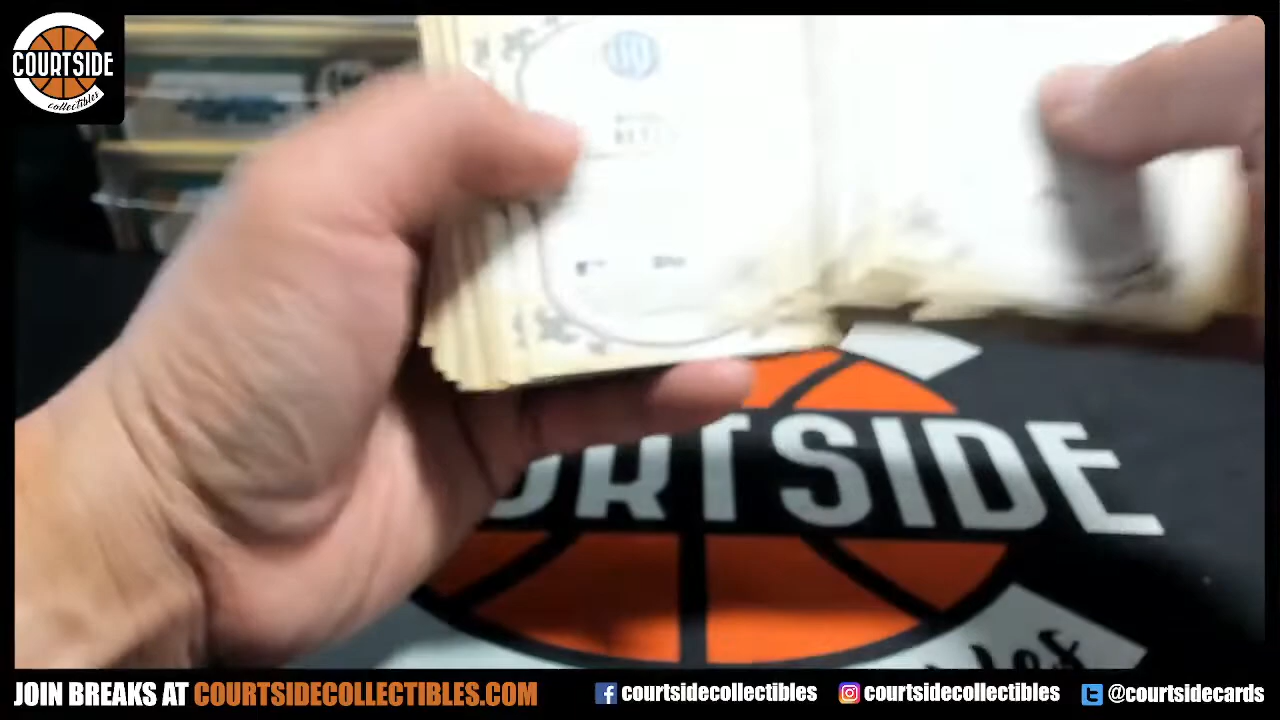 COURTSIDE
collectibles
RTSIDE
JOIN BREAKS AT COURTSIDECOLLECTIBLES.COM
courtsidecollectibles
courtsidecollectibles
@courtsidecards